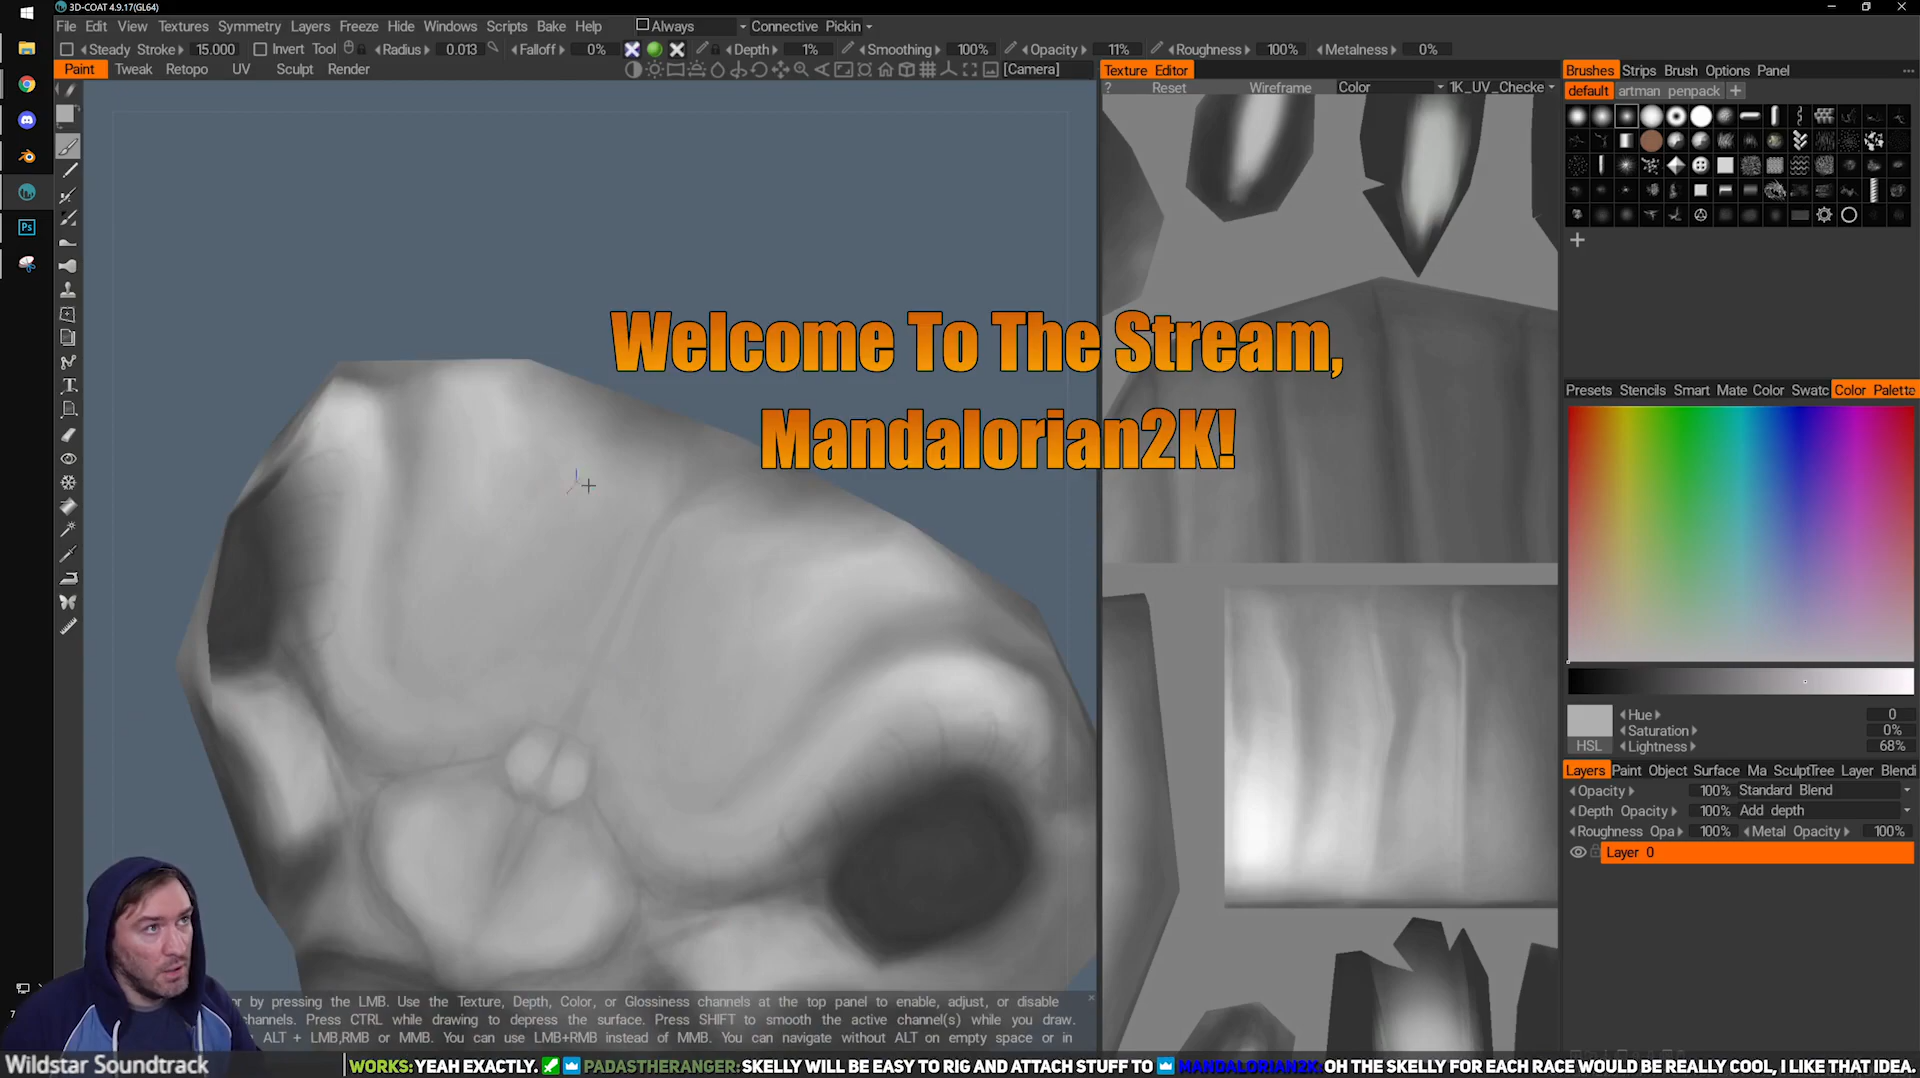 3D-COAT 4.9.17(GL64)
File Edit View Textures Symmetry Layers Freeze Hide Windows Scripts Bake Help Always Connective Pickin
Steady Stroke 15.000 Invert Tool Radius 0.013 Falloff 0% Depth 1% Smoothing 100% Opacity 11% Roughness 100% Metalness 0%
Paint Tweak Retopo UV Sculpt Render [Camera]
Texture Editor
? Reset Wireframe Color 1K_UV_Checke
Brushes Strips Brush Options Panel
default artman penpack +
Welcome To The Stream,
Mandalorian2K!
Presets Stencils Smart Mate Color Swatc Color Palette
Hue 0
Saturation 0%
HSL Lightness 68%
Layers Paint Object Surface Ma SculptTree Layer Blendi
Opacity 100% Standard Blend
Depth Opacity 100% Add depth
Roughness Opa 100% Metal Opacity 100%
Layer 0
or by pressing the LMB. Use the Texture, Depth, Color, or Glossiness channels at the top panel to enable, adjust, or disable
channels. Press CTRL while drawing to depress the surface. Press SHIFT to smooth the active channel(s) while you draw.
ALT + LMB,RMB or MMB. You can use LMB+RMB instead of MMB. You can navigate without ALT on empty space or in
Wildstar Soundtrack
WORKS: YEAH EXACTLY. PADASTHERANGER: SKELLY WILL BE EASY TO RIG AND ATTACH STUFF TO MANDALORIAN2K: OH THE SKELLY FOR EACH RACE WOULD BE REALLY COOL, I LIKE THAT IDEA.